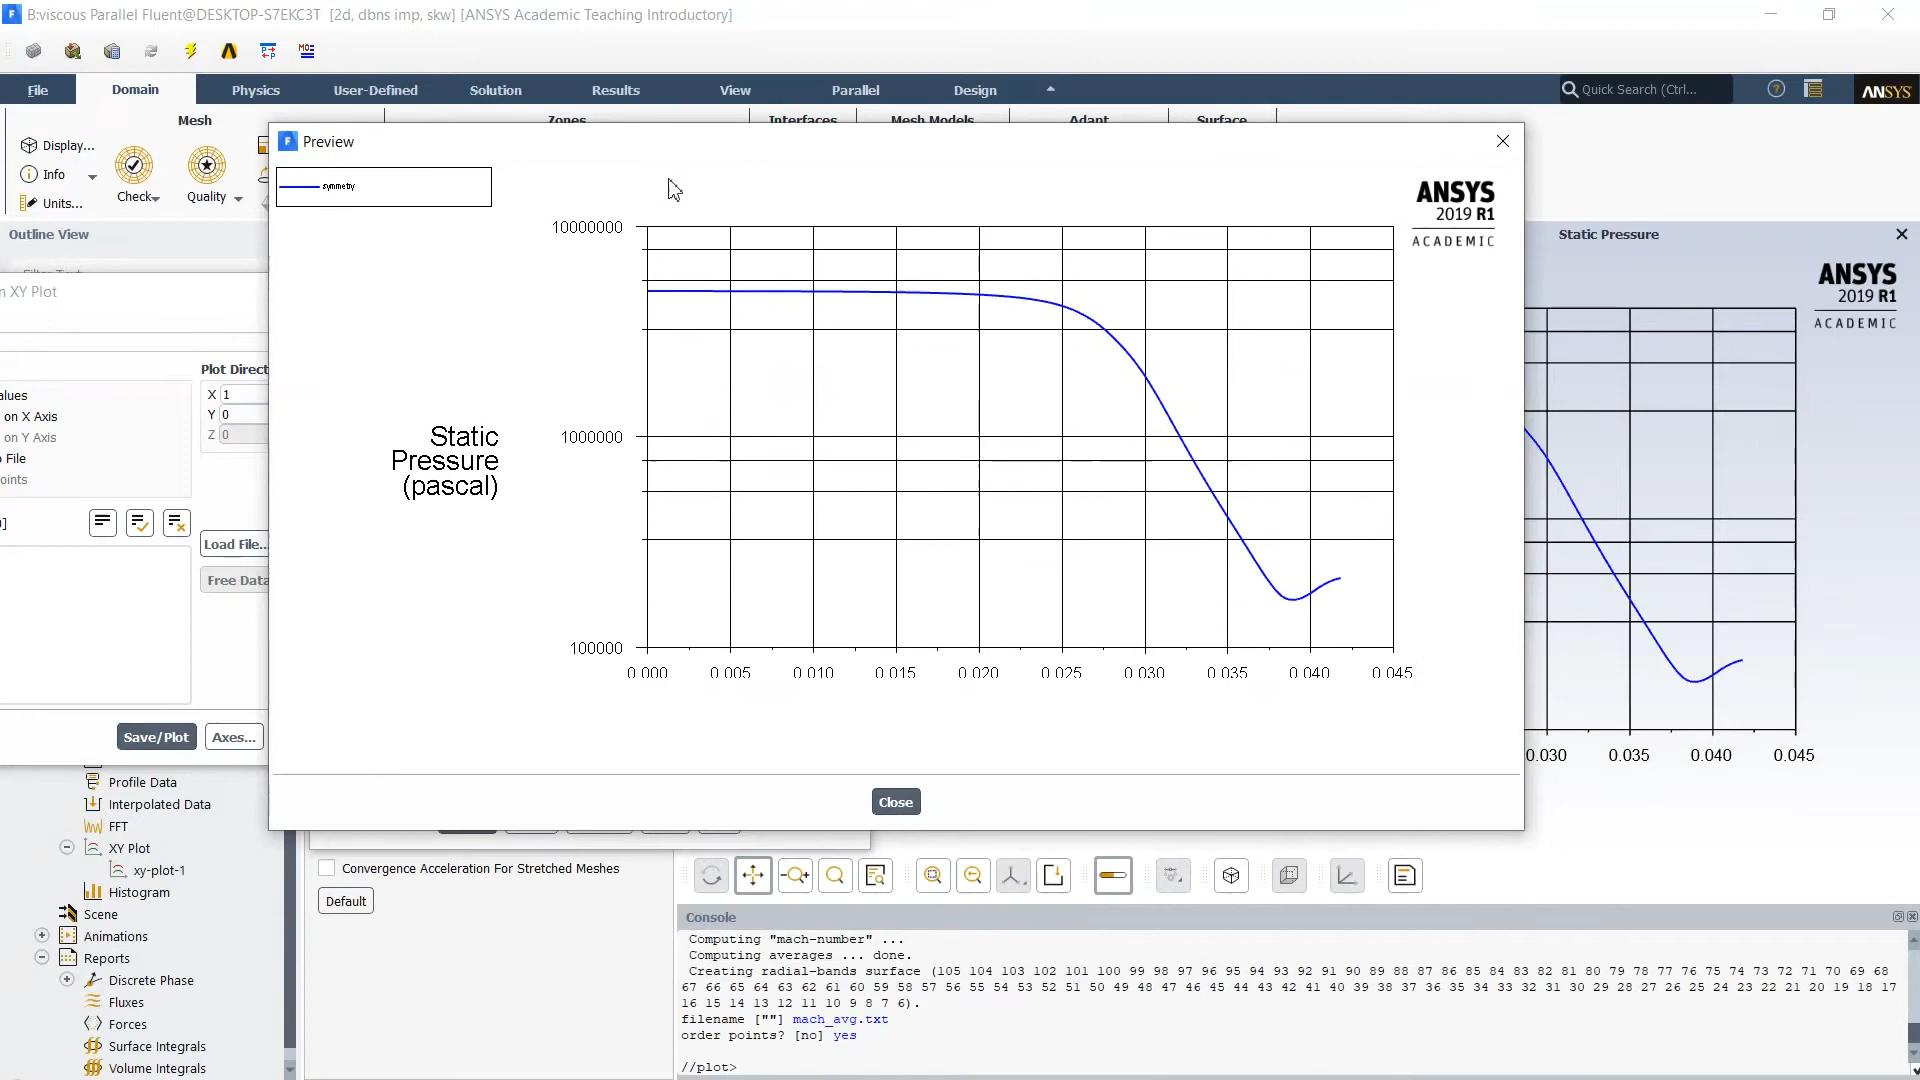 B:viscous Parallel Fluent@DESKTOP-S7EKC3T [2d, dbns imp, skw] [ANSYS Academic Teaching Introductory]
File
Domain
Physics
User-Defined
Solution
Results
View
Parallel
Design
Quick Search (Ctrl...
ANSYS
Mesh
Zones
Interfaces
Mesh Models
Adapt
Surface
Display...
Info
Units...
Check
Quality
Outline View
n XY Plot
Plot Direct
alues
X 1
on X Axis
Y 0
on Y Axis
Z 0
File
oints
Load File...
Free Data
Save/Plot
Axes...
Preview
symmetry
ANSYS
2019 R1
ACADEMIC
10000000
1000000
100000
Static
Pressure
(pascal)
0.000
0.005
0.010
0.015
0.020
0.025
0.030
0.035
0.040
0.045
Close
Static Pressure
ANSYS
2019 R1
ACADEMIC
0.030
0.035
0.040
0.045
Profile Data
Interpolated Data
FFT
XY Plot
xy-plot-1
Histogram
Scene
Animations
Reports
Discrete Phase
Fluxes
Forces
Surface Integrals
Volume Integrals
Convergence Acceleration For Stretched Meshes
Default
Console
Computing "mach-number" ...
Computing averages ... done.
Creating radial-bands surface (105 104 103 102 101 100 99 98 97 96 95 94 93 92 91 90 89 88 87 86 85 84 83 82 81 80 79 78 77 76 75 74 73 72 71 70 69 68
67 66 65 64 63 62 61 60 59 58 57 56 55 54 53 52 51 50 49 48 47 46 45 44 43 42 41 40 39 38 37 36 35 34 33 32 31 30 29 28 27 26 25 24 23 22 21 20 19 18 17
16 15 14 13 12 11 10 9 8 7 6).
filename [""] mach_avg.txt
order points? [no] yes
//plot>